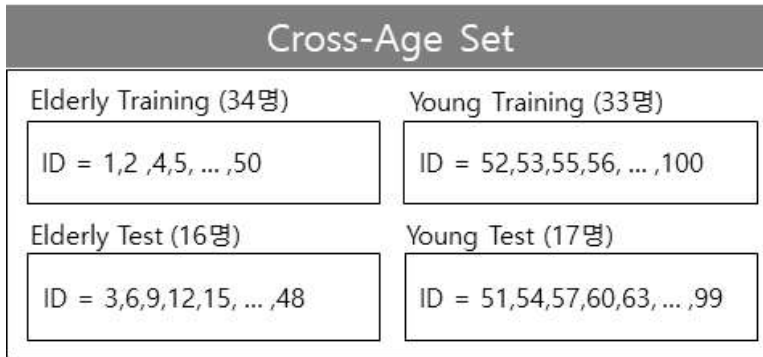 Cross-Age Set
Elderly Training (34명)
ID = 1,2 ,4,5, ... ,50
Young Training (33명)
ID = 52,53,55,56, ... ,100
Elderly Test (16명)
ID = 3,6,9,12,15, ... ,48
Young Test (17명)
ID = 51,54,57,60,63, ... ,99